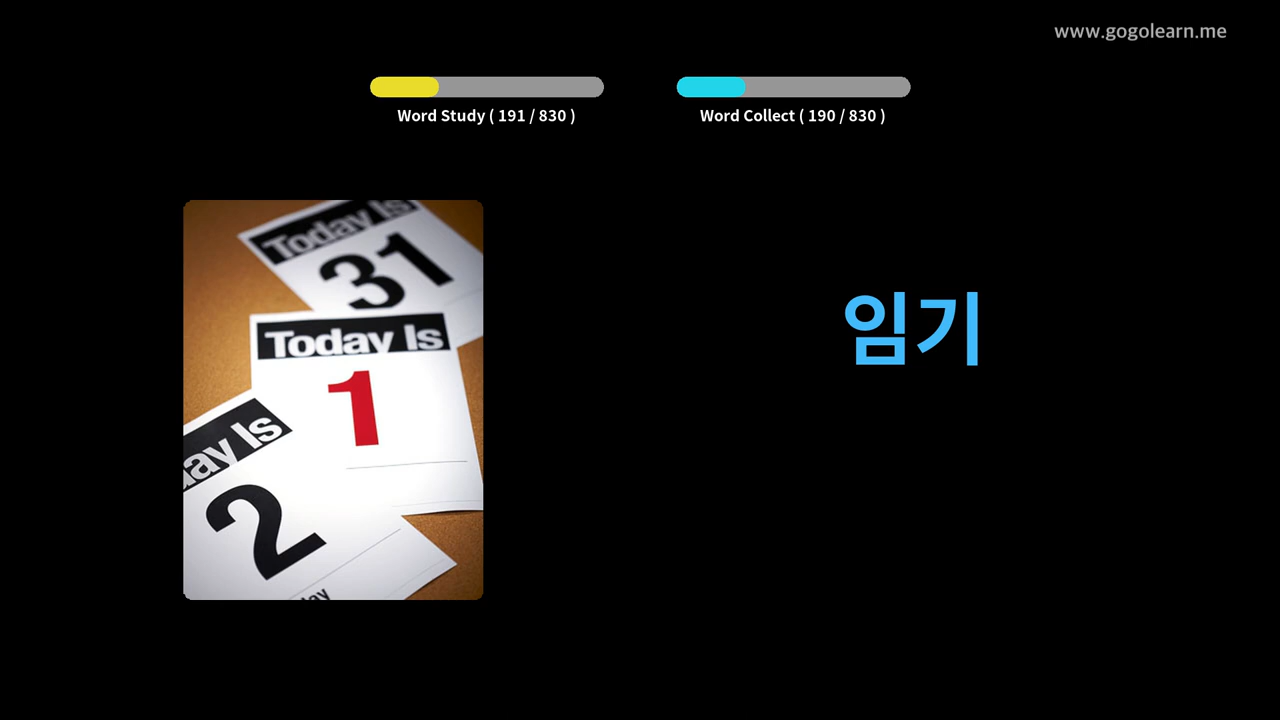 www.gogolearn.me
Word Study ( 191 / 830 )
Word Collect ( 190 / 830 )
Today Is
31
Today Is
1
ay Is
2
임기